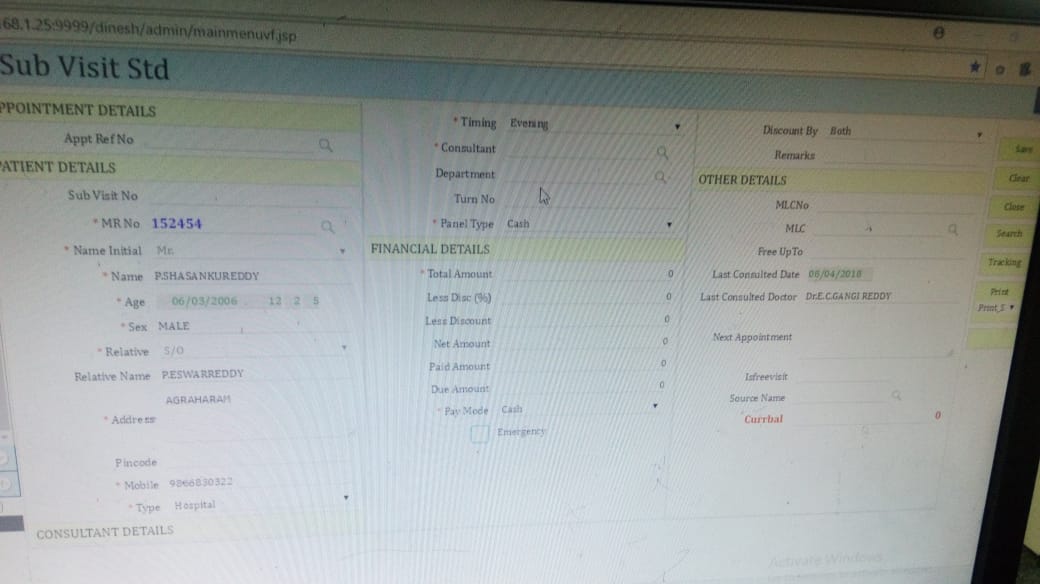 68.1.25:9999/dinesh/admin/mainmenuvf.jsp
Sub Visit Std
PPOINTMENT DETAILS
Appt Ref No
ATIENT DETAILS
Sub Visit No
* MR No 152454
* Name Initial Mr.
* Name P.SHASANKUREDDY
* Age 06/03/2006 12 2 5
* Sex MALE
* Relative S/O
Relative Name P.ESWARREDDY
AGRAHARAM
* Address
Pincode
* Mobile 9866830322
* Type Hospital
CONSULTANT DETAILS
* Timing Evening
* Consultant
Department
Turn No
* Panel Type Cash
FINANCIAL DETAILS
* Total Amount 0
Less Disc (%) 0
Less Discount 0
Net Amount 0
Paid Amount 0
Due Amount 0
* Pay Mode Cash
Emergency
Discount By Both
Remarks
OTHER DETAILS
MLCNo
MLC
Free UpTo
Last Consulted Date 08/04/2018
Last Consulted Doctor Dr.E.C.GANGI REDDY
Next Appointment
Isfreevisit
Source Name
Currbal 0
Save
Clear
Close
Search
Tracking
Print
Print_S
Activate Windows